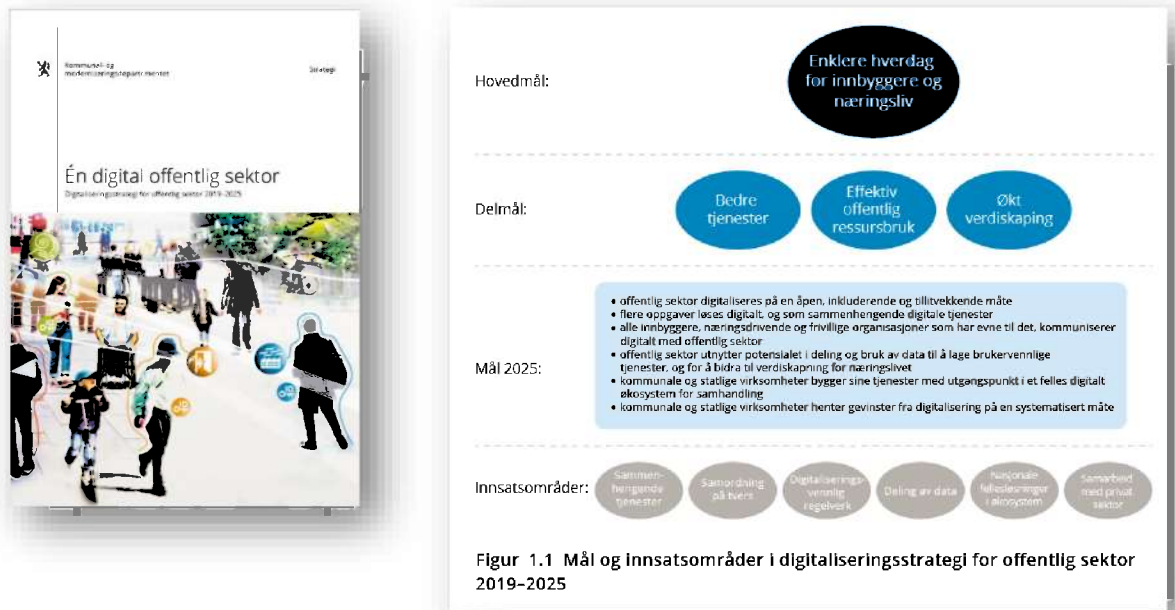 Kommunal- og
moderniseringsdepartementet
Strategi
Én digital offentlig sektor
Digitaliseringsstrategi for offentlig sektor 2019–2025
Hovedmål:
Enklere hverdag
for innbyggere og
næringsliv
Delmål:
Bedre
tjenester
Effektiv
offentlig
ressursbruk
Økt
verdiskaping
Mål 2025:
• offentlig sektor digitaliseres på en åpen, inkluderende og tillitvekkende måte
• flere oppgaver løses digitalt, og som sammenhengende digitale tjenester
• alle innbyggere, næringsdrivende og frivillige organisasjoner som har evne til det, kommuniserer
digitalt med offentlig sektor
• offentlig sektor utnytter potensialet i deling og bruk av data til å lage brukervennlige
tjenester, og for å bidra til verdiskapning for næringslivet
• kommunale og statlige virksomheter bygger sine tjenester med utgangspunkt i et felles digitalt
økosystem for samhandling
• kommunale og statlige virksomheter henter gevinster fra digitalisering på en systematisert måte
Innsatsområder:
Sammen-
hengende
tjenester
Samordning
på tvers
Digitaliserings-
vennlig
regelverk
Deling av data
Nasjonale
fellesløsninger
i økosystem
Samarbeid
med privat
sektor
Figur 1.1 Mål og innsatsområder i digitaliseringsstrategi for offentlig sektor
2019–2025